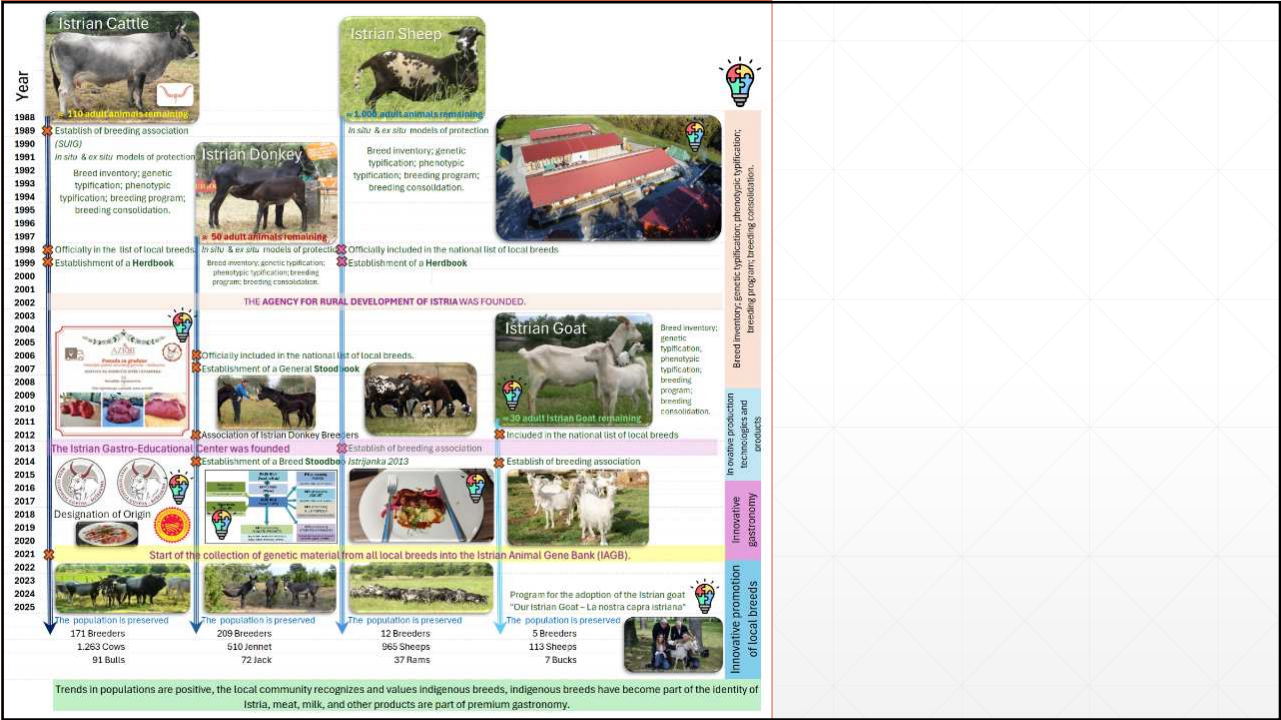 Istrian Cattle
≈ 110 adult animals remaining
Istrian Sheep
≈ 1.000 adult animals remaining
Year
1988
1989
1990
1991
1992
1993
1994
1995
1996
1997
1998
1999
2000
2001
2002
2003
2004
2005
2006
2007
2008
2009
2010
2011
2012
2013
2014
2015
2016
2017
2018
2019
2020
2021
2022
2023
2024
2025
Establish of breeding association
(SUIG)
In situ & ex situ models of protection
Breed inventory; genetic
typification; phenotypic
typification; breeding program;
breeding consolidation.
Officially in the list of local breeds.
Establishment of a Herdbook
Istrian Donkey
≈ 50 adult animals remaining
In situ & ex situ models of protectio
Breed inventory; genetic typification;
phenotypic typification; breeding
program; breeding consolidation.
In situ & ex situ models of protection
Breed inventory; genetic
typification; phenotypic
typification; breeding program;
breeding consolidation.
Officially included in the national list of local breeds
Establishment of a Herdbook
THE AGENCY FOR RURAL DEVELOPMENT OF ISTRIA WAS FOUNDED.
AZRRI
Officially included in the national list of local breeds.
Establishment of a General Stoodbook
Association of Istrian Donkey Breeders
Istrian Goat
≈30 adult Istrian Goat remaining
Breed inventory;
genetic
typification;
phenotypic
typification;
breeding
program;
breeding
consolidation.
Included in the national list of local breeds
The Istrian Gastro-Educational Center was founded
Establish of breeding association
Establishment of a Breed Stoodbo
Istrijanka 2013
Establish of breeding association
Designation of Origin
Start of the collection of genetic material from all local breeds into the Istrian Animal Gene Bank (IAGB).
Program for the adoption of the Istrian goat
"Our Istrian Goat – La nostra capra istriana"
The population is preserved
171 Breeders
1.263 Cows
91 Bulls
The population is preserved
209 Breeders
510 Jennet
72 Jack
The population is preserved
12 Breeders
965 Sheeps
37 Rams
The population is preserved
5 Breeders
113 Sheeps
7 Bucks
Breed inventory; genetic typification; phenotypic typification;
breeding program; breeding consolidation.
In ovative production
technologies and
products
Innovative
gastronomy
Innovative promotion
of local breeds
Trends in populations are positive, the local community recognizes and values indigenous breeds, indigenous breeds have become part of the identity of
Istria, meat, milk, and other products are part of premium gastronomy.